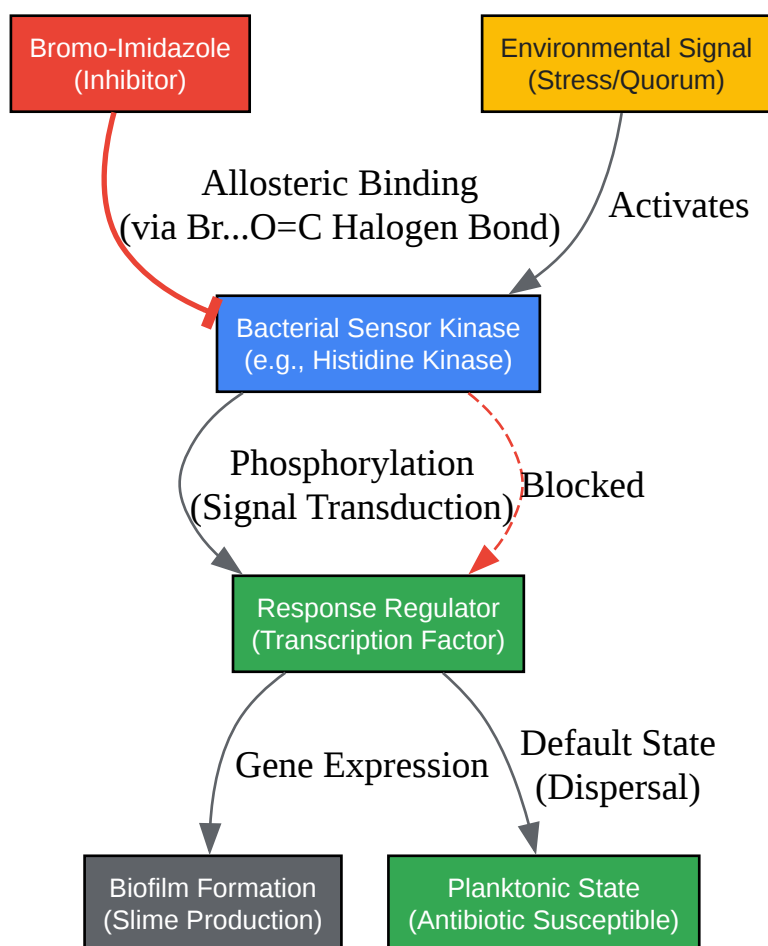 Bromo-Imidazole
(Inhibitor)
Environmental Signal
(Stress/Quorum)
Allosteric Binding
(via Br...O=C Halogen Bond)
Activates
Bacterial Sensor Kinase
(e.g., Histidine Kinase)
Phosphorylation
(Signal Transduction)
Blocked
Response Regulator
(Transcription Factor)
Gene Expression
Default State
(Dispersal)
Biofilm Formation
(Slime Production)
Planktonic State
(Antibiotic Susceptible)